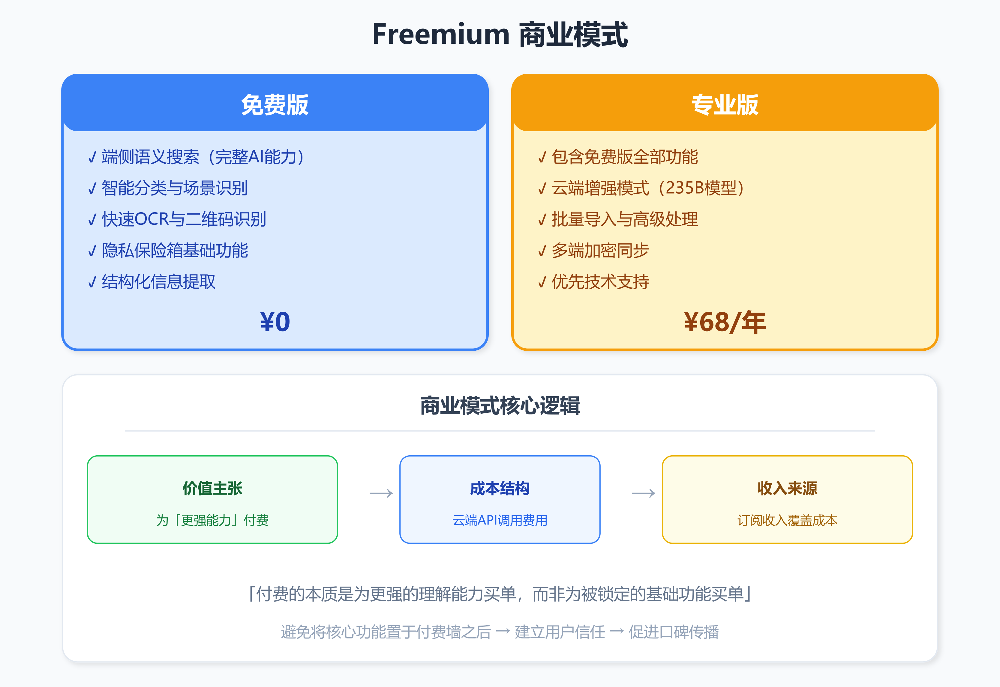 Freemium 商业模式
免费版
✓ 端侧语义搜索（完整AI能力）
✓ 智能分类与场景识别
✓ 快速OCR与二维码识别
✓ 隐私保险箱基础功能
✓ 结构化信息提取
¥0
专业版
✓ 包含免费版全部功能
✓ 云端增强模式（235B模型）
✓ 批量导入与高级处理
✓ 多端加密同步
✓ 优先技术支持
¥68/年
商业模式核心逻辑
价值主张
为「更强能力」付费
→
成本结构
云端API调用费用
→
收入来源
订阅收入覆盖成本
「付费的本质是为更强的理解能力买单，而非为被锁定的基础功能买单」
避免将核心功能置于付费墙之后 → 建立用户信任 → 促进口碑传播